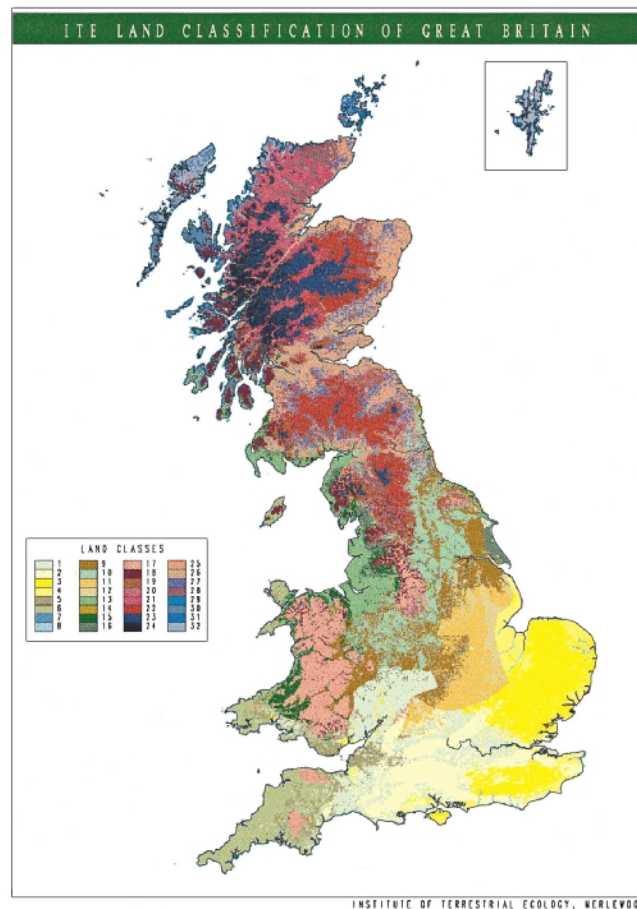 ITE LAND CLASSIFICATION OF GREAT BRITAIN
LAND CLASSES
1 9 17 25
2 10 18 26
3 11 19 27
4 12 20 28
5 13 21 29
6 14 22 30
7 15 23 31
8 16 24 32
INSTITUTE OF TERRESTRIAL ECOLOGY, MERLEWOO